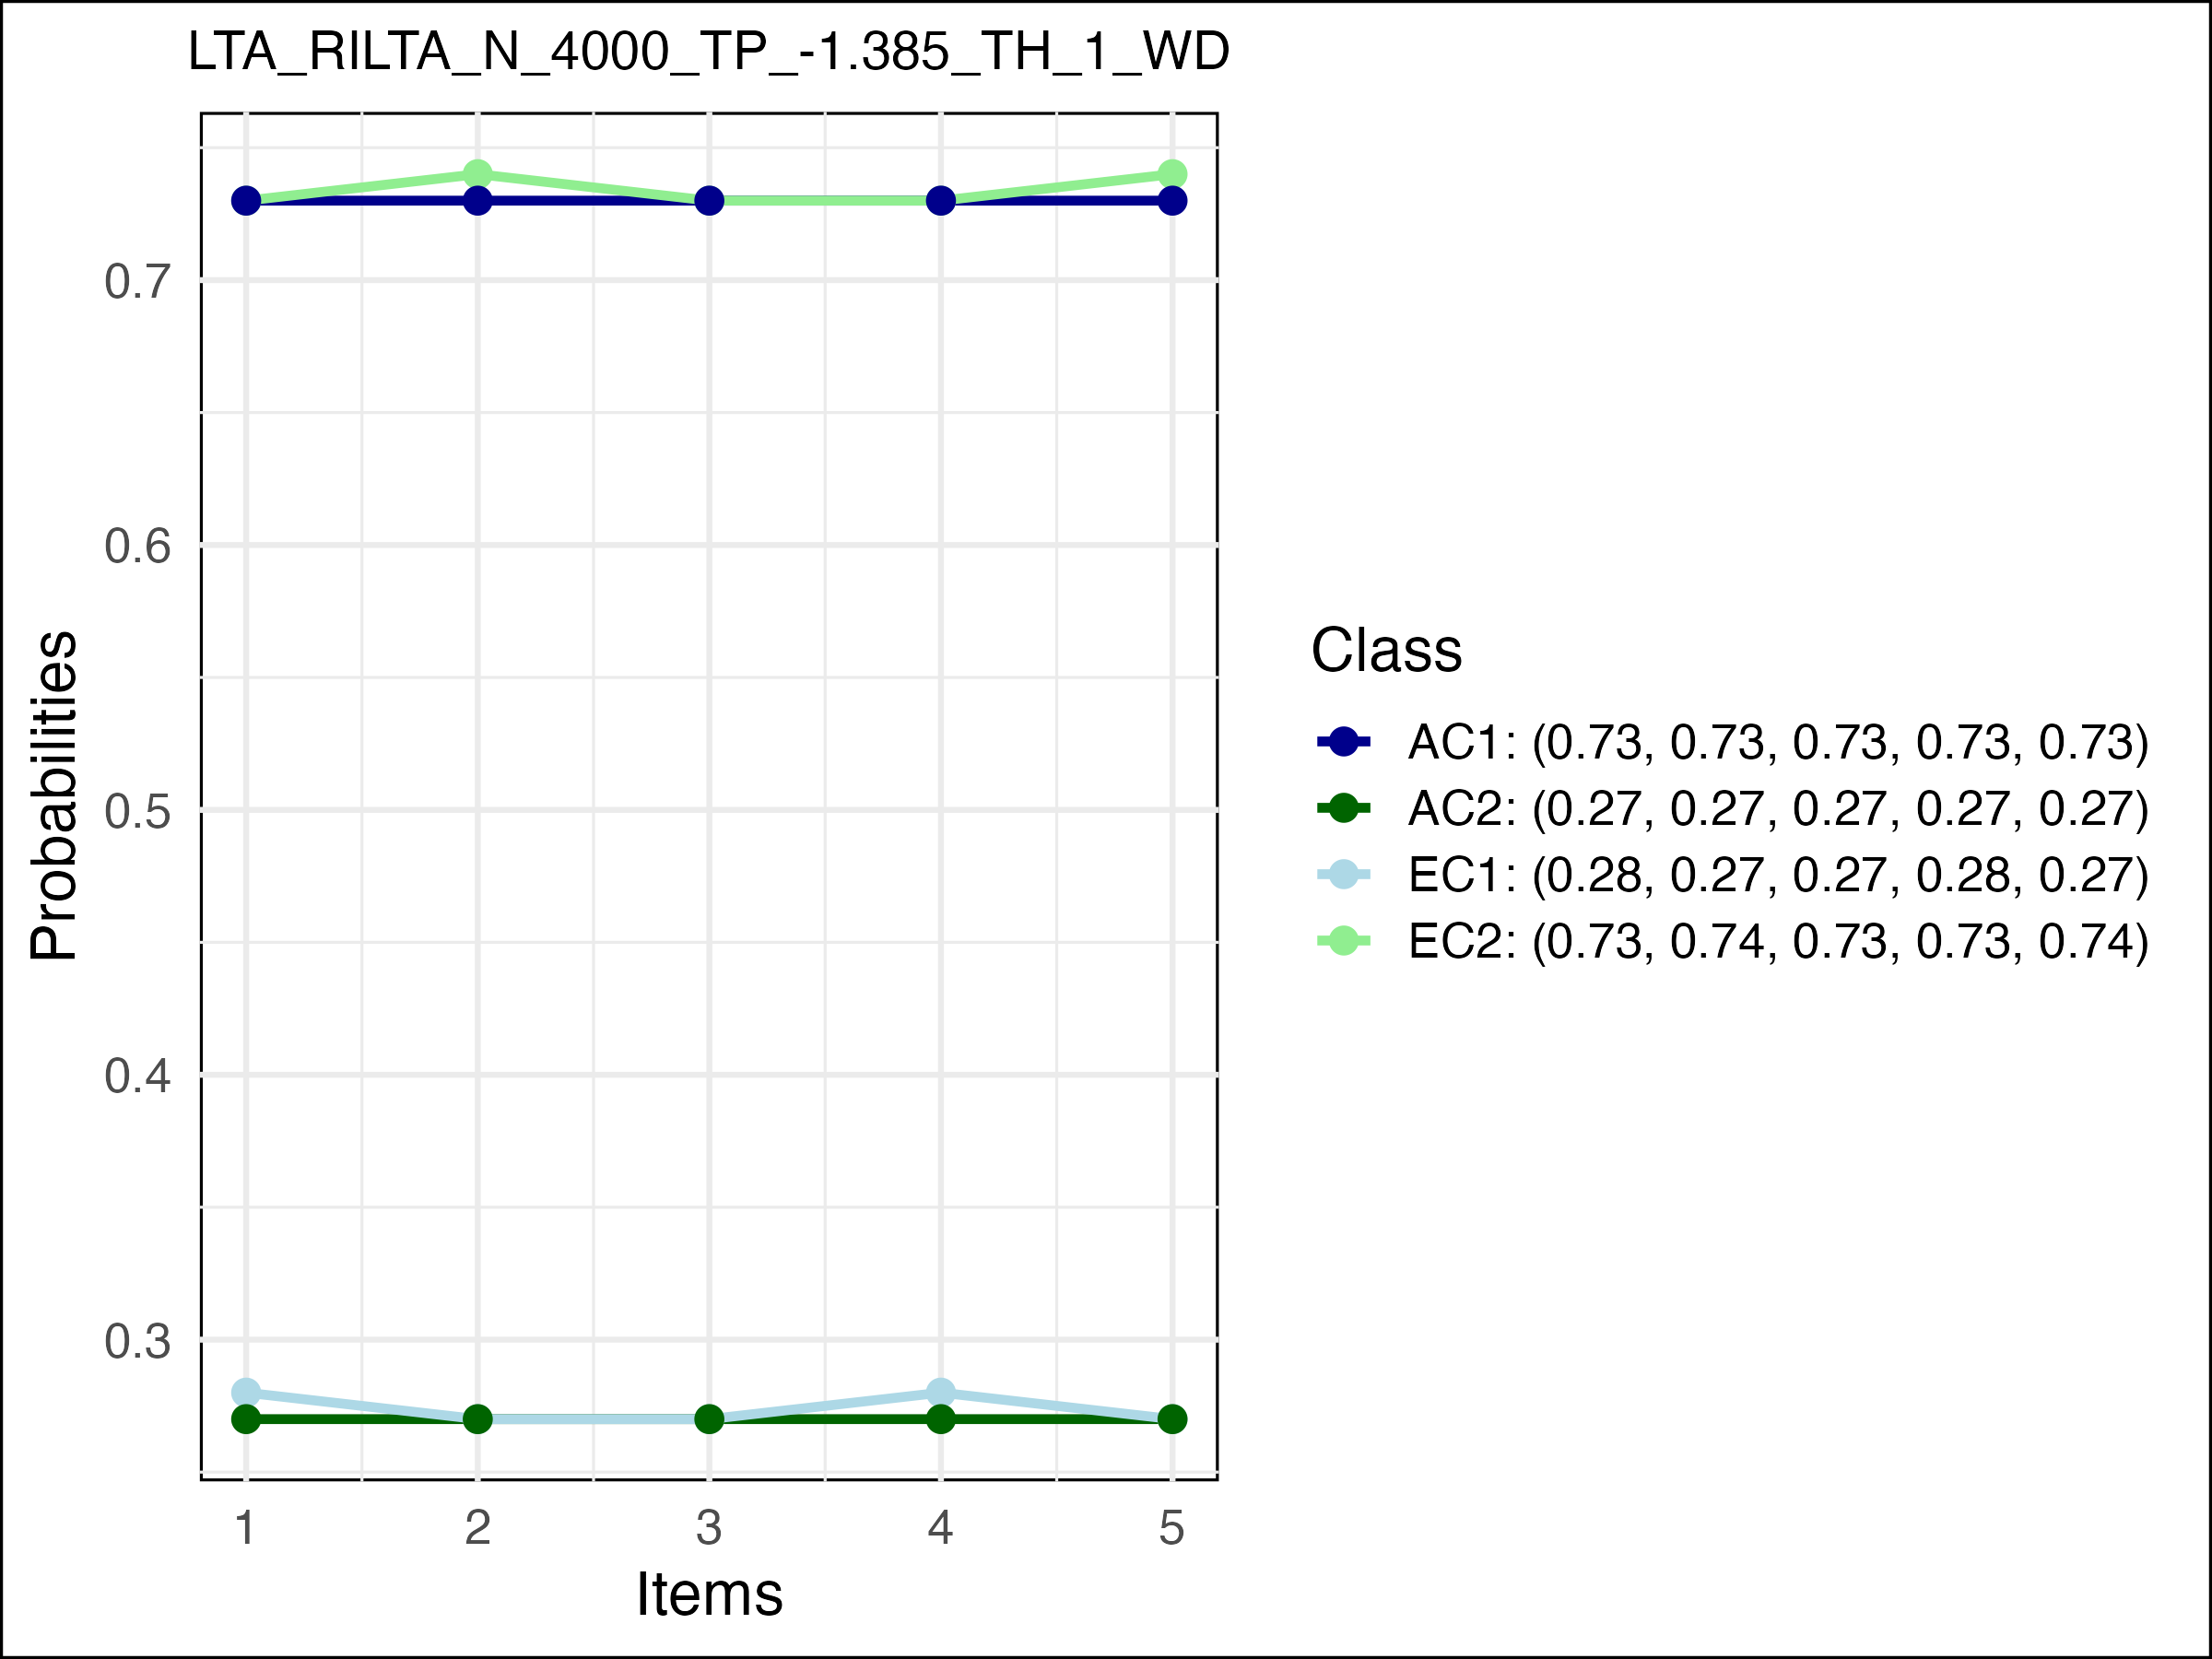 LTA_RILTA_N_4000_TP_-1.385_TH_1_WD
Probabilities
0.7
0.6
0.5
0.4
0.3
1 2 3 4 5
Items
Class
AC1: (0.73, 0.73, 0.73, 0.73, 0.73)
AC2: (0.27, 0.27, 0.27, 0.27, 0.27)
EC1: (0.28, 0.27, 0.27, 0.28, 0.27)
EC2: (0.73, 0.74, 0.73, 0.73, 0.74)